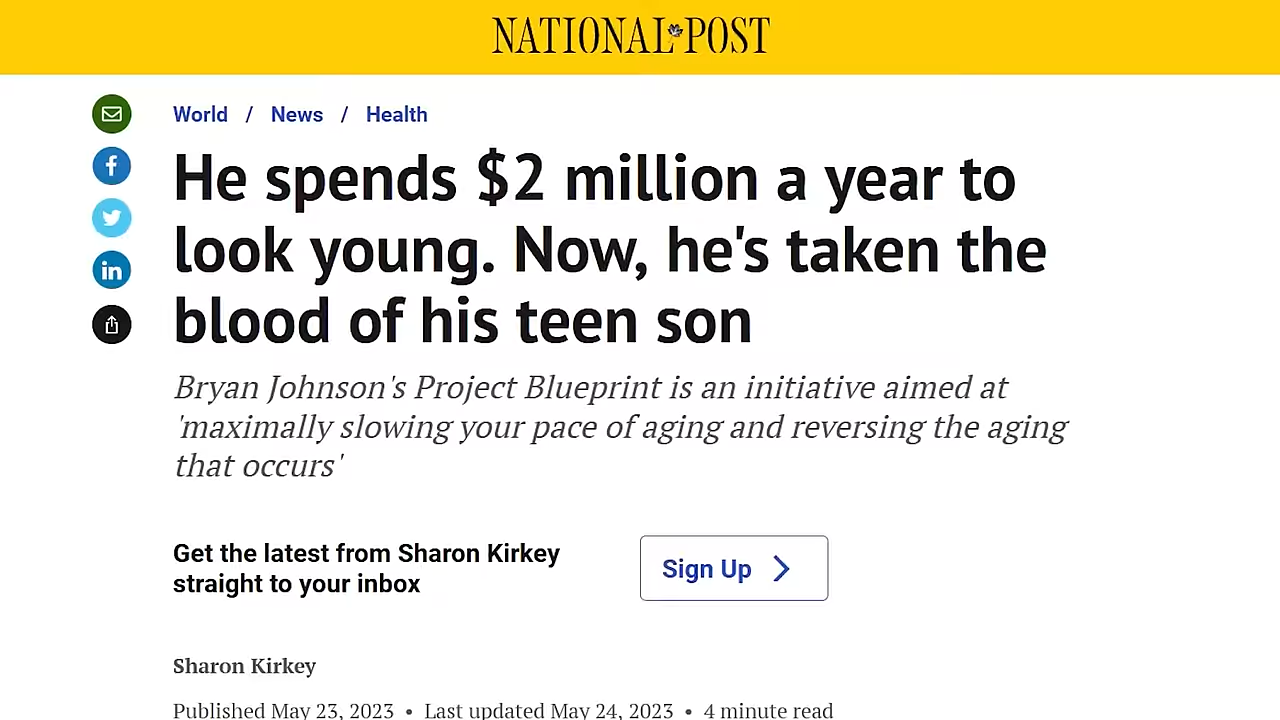 NATIONAL POST
World / News / Health
He spends $2 million a year to
look young. Now, he's taken the
blood of his teen son
Bryan Johnson's Project Blueprint is an initiative aimed at
'maximally slowing your pace of aging and reversing the aging
that occurs'
Get the latest from Sharon Kirkey
straight to your inbox
Sign Up
Sharon Kirkey
Published May 23, 2023 • Last updated May 24, 2023 • 4 minute read